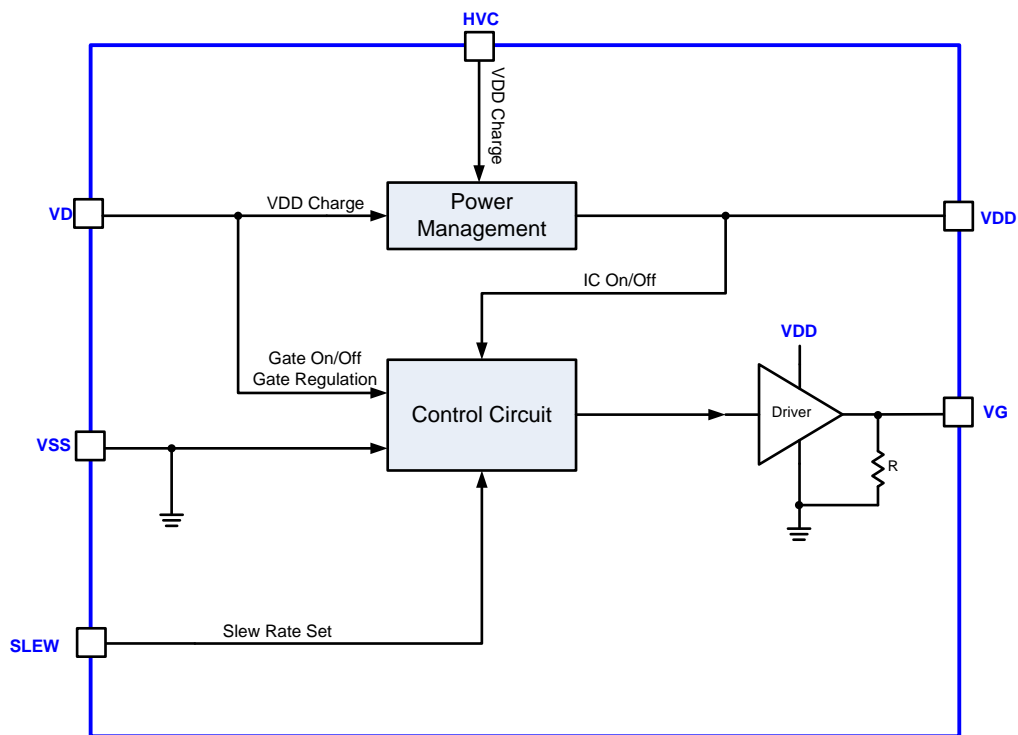 HVC
VDD Charge
VD
VDD Charge
Power
Management
VDD
IC On/Off
VDD
Gate On/Off
Gate Regulation
Control Circuit
Driver
VG
VSS
R
Slew Rate Set
SLEW